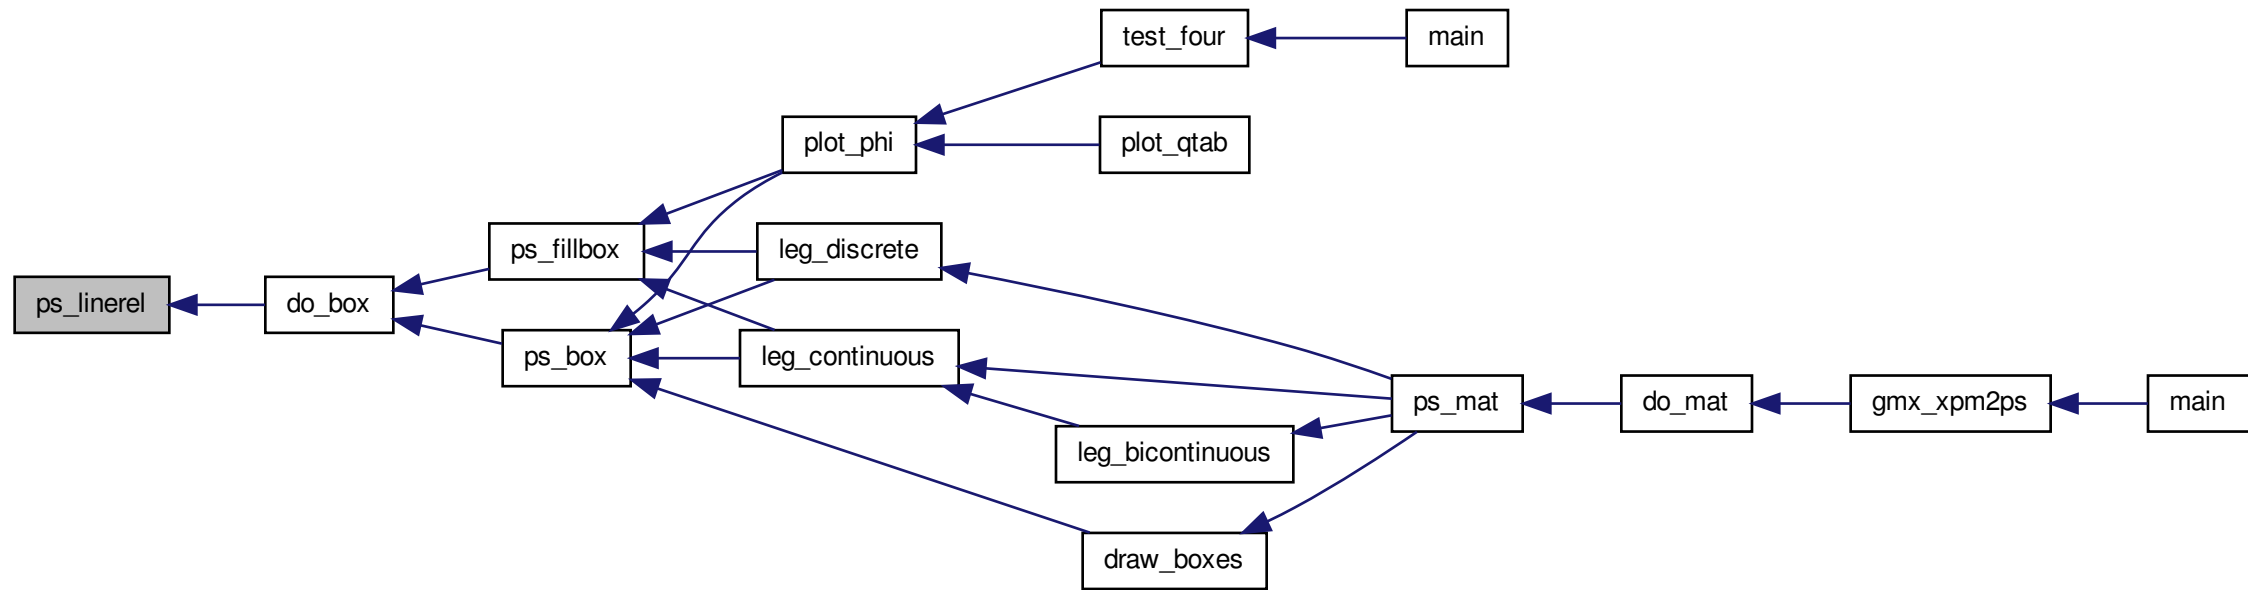 test_four
main
plot_phi
plot_qtab
ps_fillbox
leg_discrete
ps_linerel
do_box
ps_box
leg_continuous
ps_mat
do_mat
gmx_xpm2ps
main
leg_bicontinuous
draw_boxes